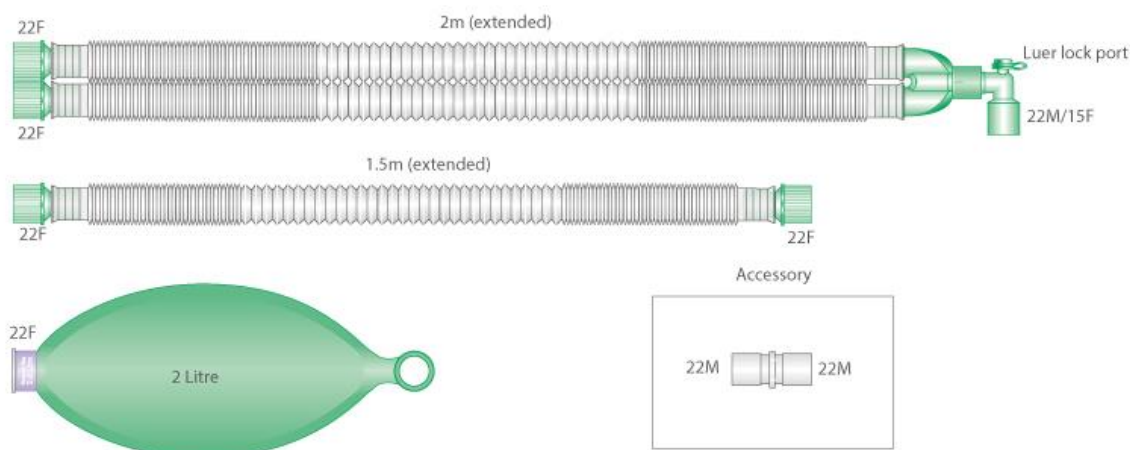 22F
2m (extended)
Luer lock port
22M/15F
22F
1.5m (extended)
22F
22F
Accessory
22F
2 Litre
22M
22M